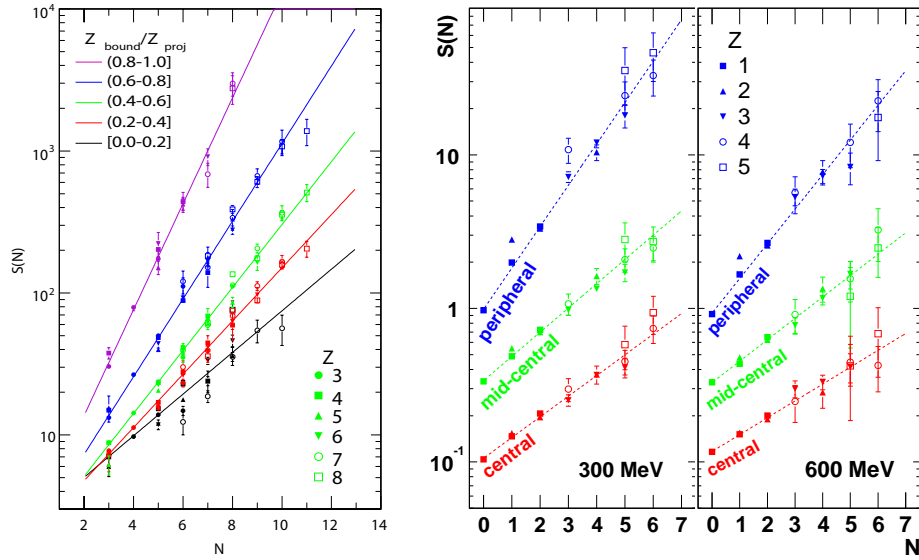 S(N)
10^4
10^3
10^2
10
Z bound/Z proj
(0.8-1.0]
(0.6-0.8]
(0.4-0.6]
(0.2-0.4]
[0.0-0.2]
Z
3
4
5
6
7
8
2 4 6 8 10 12 14
N
S(N)
10
1
10^-1
peripheral
mid-central
central
300 MeV
0 1 2 3 4 5 6 7
Z
1
2
3
4
5
peripheral
mid-central
central
600 MeV
0 1 2 3 4 5 6 7
N